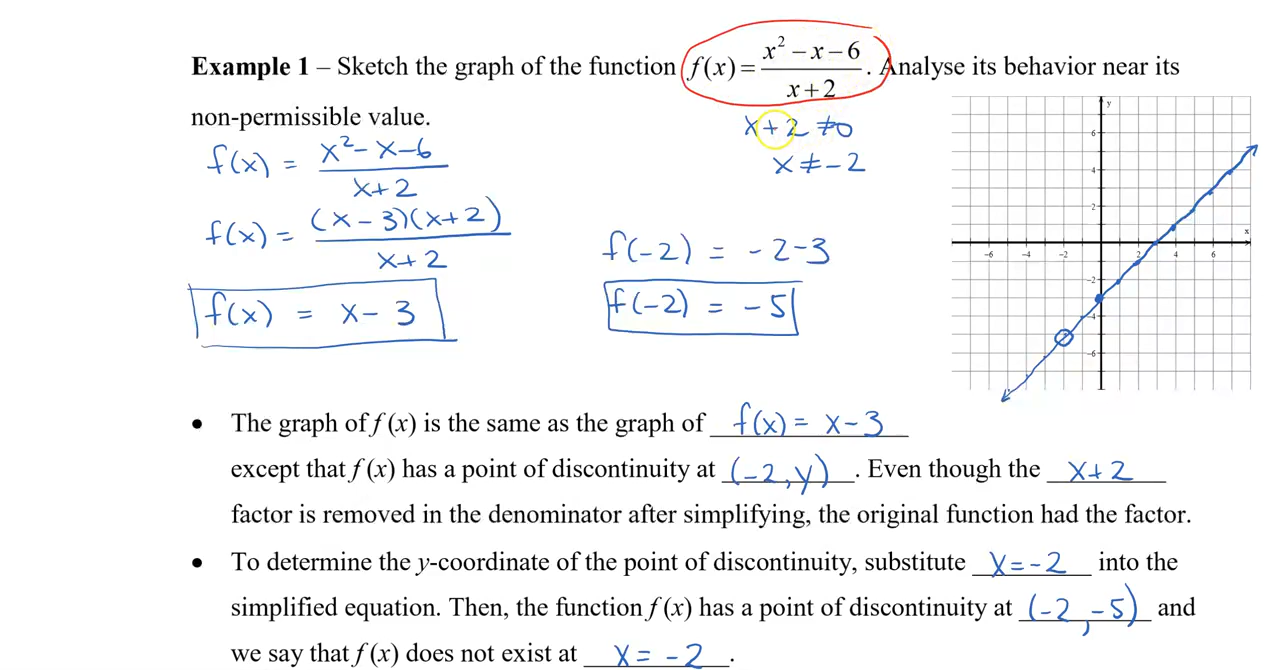 Example 1 – Sketch the graph of the function f(x) = (x² − x − 6)/(x + 2). Analyse its behavior near its
non-permissible value.
x + 2 ≠ 0
x ≠ −2
f(x) = (x² − x − 6)/(x + 2)
f(x) = ((x − 3)(x + 2))/(x + 2)
f(x) = x − 3
f(−2) = −2 − 3
f(−2) = −5
y
6
2
x
−6 −4 −2 2 4 6
−2
−4
−6
• The graph of f (x) is the same as the graph of f(x) = x − 3
except that f (x) has a point of discontinuity at (−2, y). Even though the x + 2
factor is removed in the denominator after simplifying, the original function had the factor.
• To determine the y-coordinate of the point of discontinuity, substitute x = −2 into the
simplified equation. Then, the function f (x) has a point of discontinuity at (−2, −5) and
we say that f (x) does not exist at x = −2.